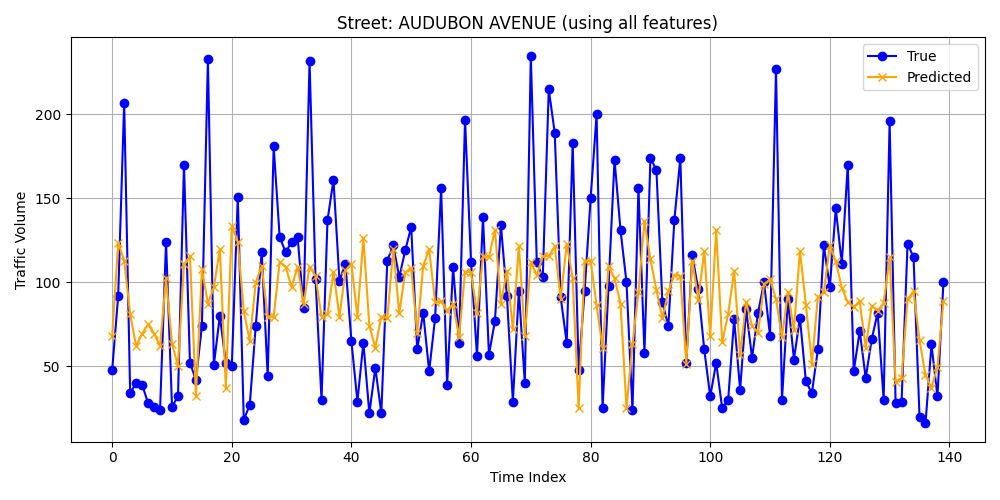 Street: AUDUBON AVENUE (using all features)
True
Predicted
Traffic Volume
200
150
100
50
0 20 40 60 80 100 120 140
Time Index